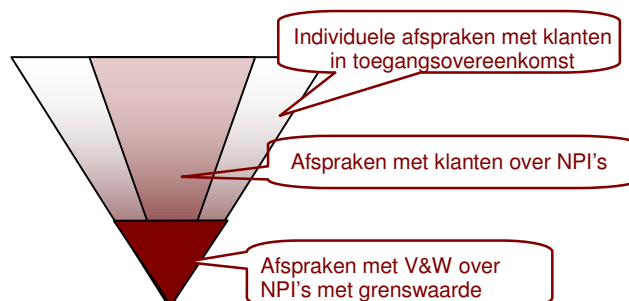 Individuele afspraken met klanten
in toegangsovereenkomst
Afspraken met klanten over NPI's
Afspraken met V&W over
NPI's met grenswaarde